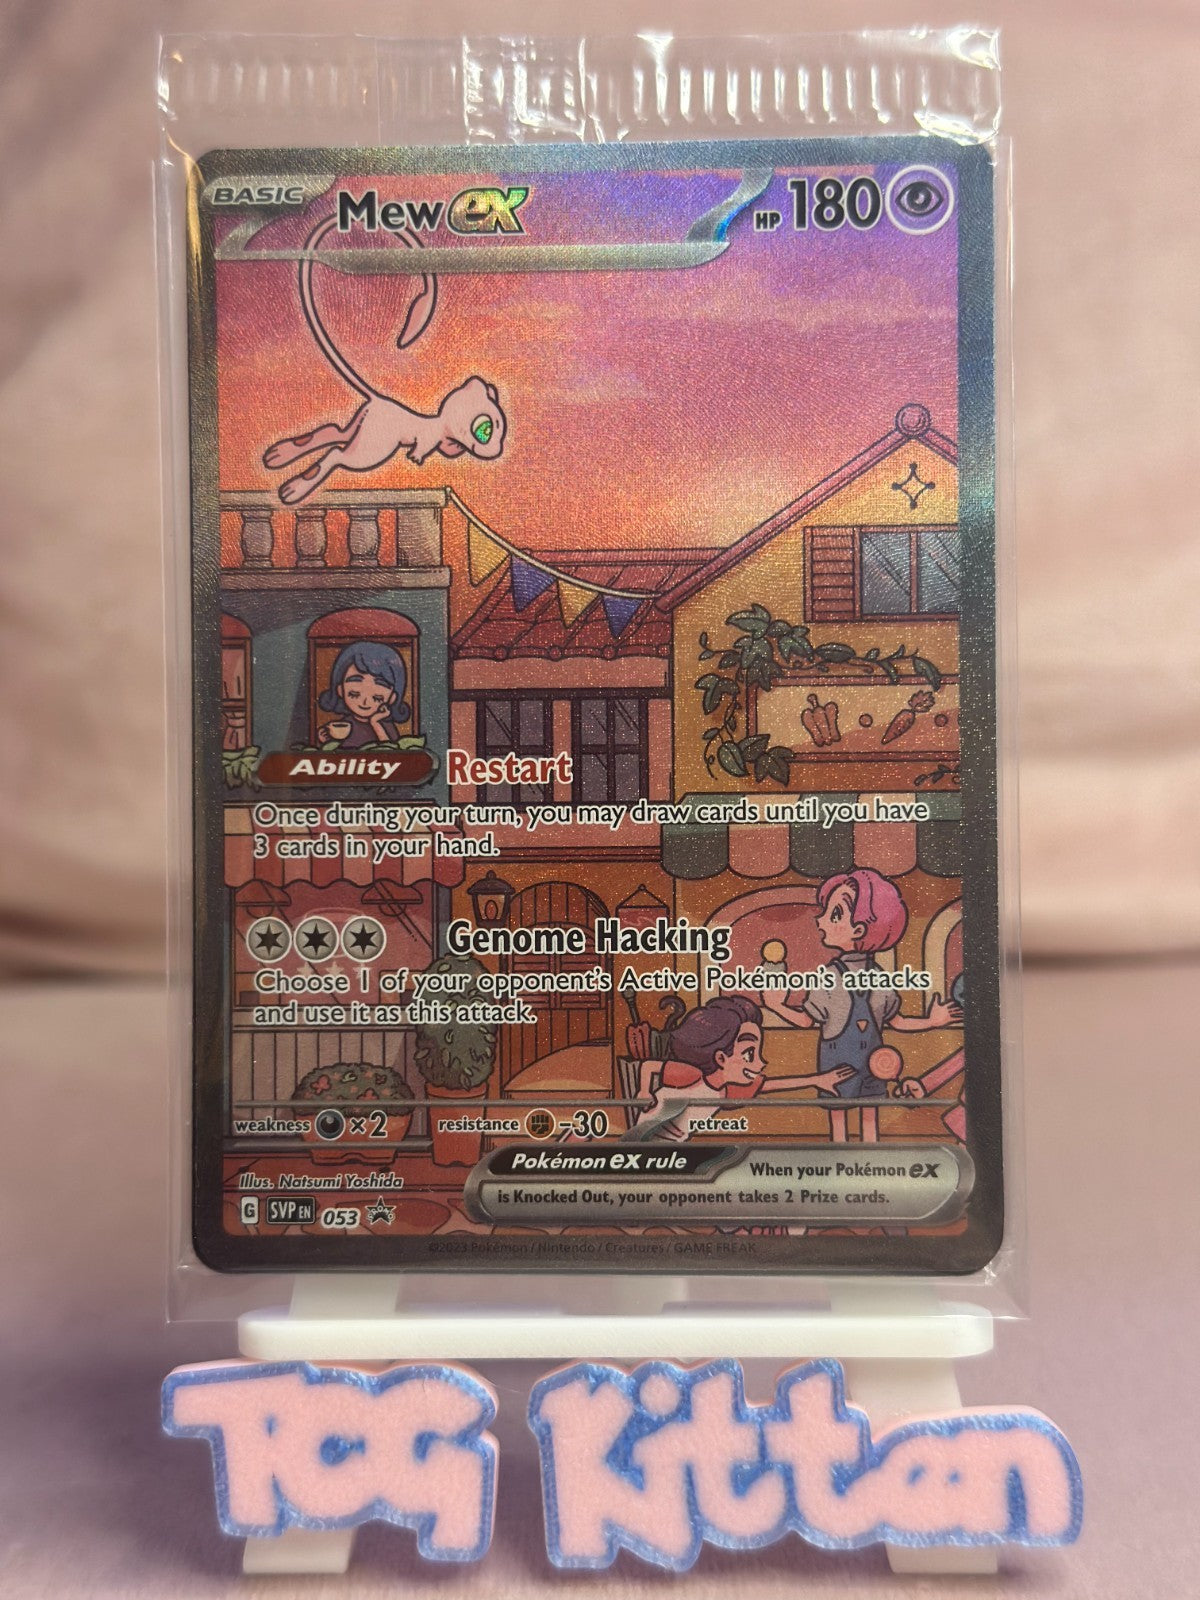 BASIC Mew ex HP 180
Ability Restart
Once during your turn, you may draw cards until you have
3 cards in your hand.
Genome Hacking
Choose 1 of your opponent's Active Pokémon's attacks
and use it as this attack.
weakness ×2 resistance -30 retreat
Pokémon ex rule When your Pokémon ex
is Knocked Out, your opponent takes 2 Prize cards.
Illus. Natsumi Yoshida
G SVP EN 053 PROMO
©2023 Pokémon / Nintendo / Creatures / GAME FREAK
TCG Kitten